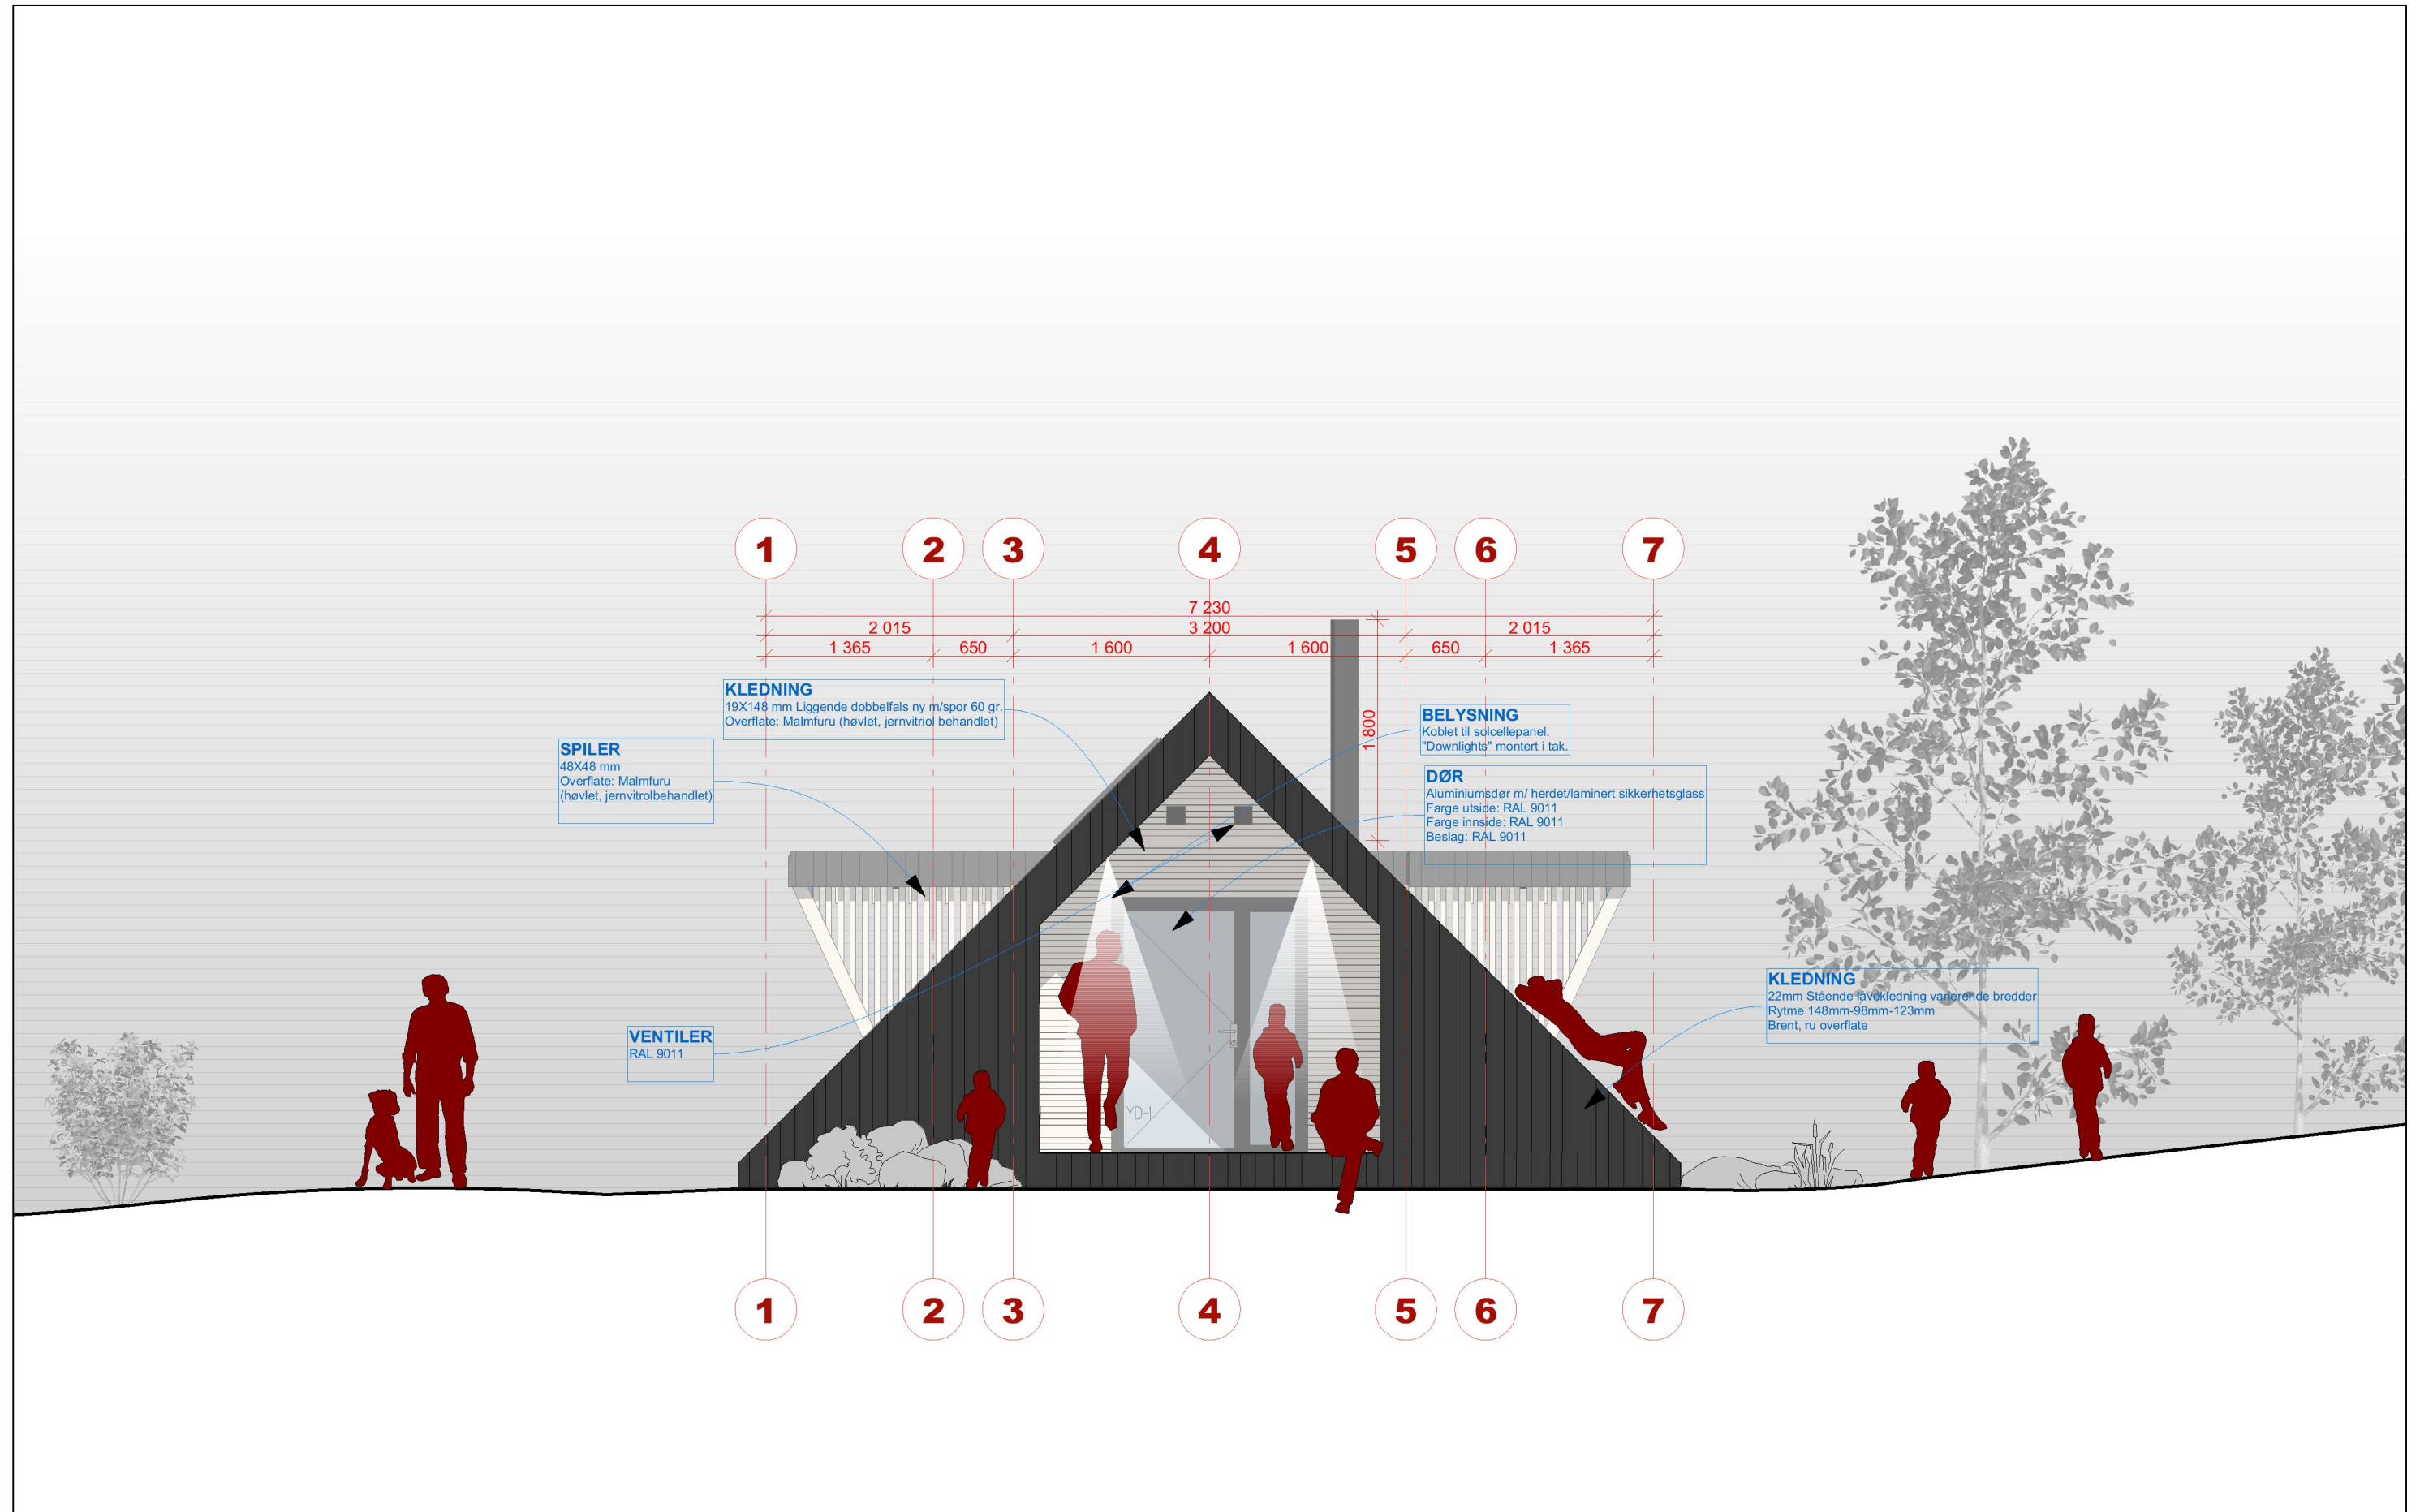 1 2 3 4 5 6 7
7 230
2 015 3 200 2 015
1 365 650 1 600 1 600 650 1 365
1 800
KLEDNING
19X148 mm Liggende dobbelfals ny m/spor 60 gr.
Overflate: Malmfuru (høvlet, jernvitriol behandlet)
SPILER
48X48 mm
Overflate: Malmfuru
(høvlet, jernvitrolbehandlet)
BELYSNING
Koblet til solcellepanel.
"Downlights" montert i tak.
DØR
Aluminiumsdør m/ herdet/laminert sikkerhetsglass
Farge utside: RAL 9011
Farge innside: RAL 9011
Beslag: RAL 9011
KLEDNING
22mm Stående låvekledning varierende bredder
Rytme 148mm-98mm-123mm
Brent, ru overflate
VENTILER
RAL 9011
YD-1
1 2 3 4 5 6 7